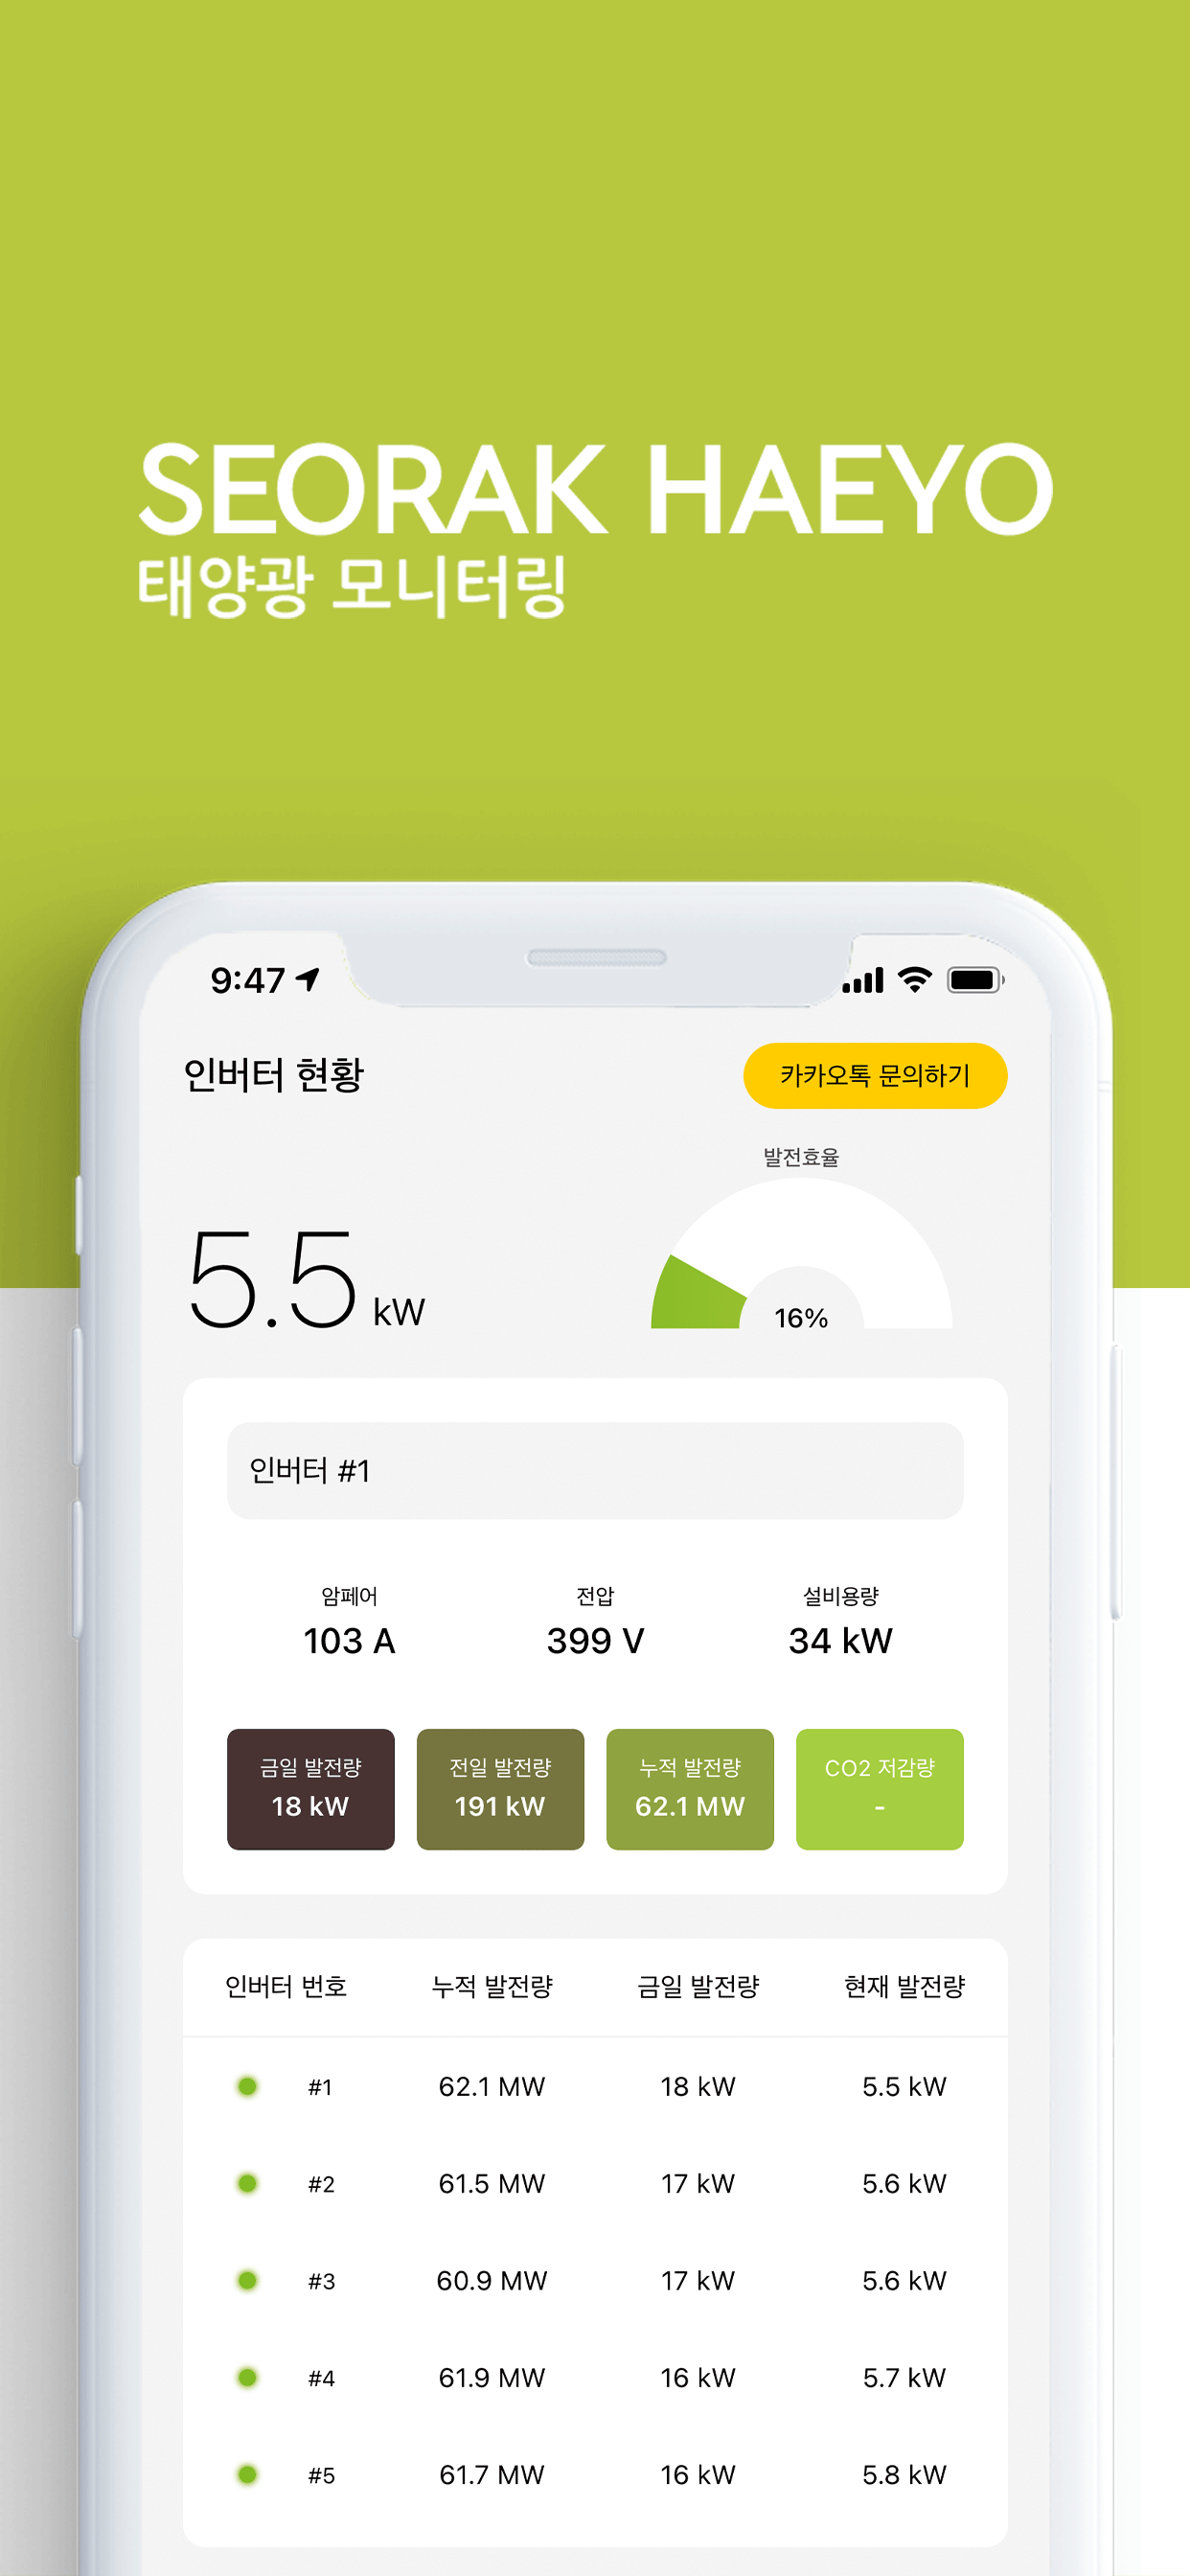 SEORAK HAEYO
태양광 모니터링
9:47
인버터 현황
카카오톡 문의하기
발전효율
5.5 kW
16%
인버터 #1
암페어 전압 설비용량
103 A 399 V 34 kW
금일 발전량 전일 발전량 누적 발전량 CO2 저감량
18 kW 191 kW 62.1 MW -
인버터 번호 누적 발전량 금일 발전량 현재 발전량
#1 62.1 MW 18 kW 5.5 kW
#2 61.5 MW 17 kW 5.6 kW
#3 60.9 MW 17 kW 5.6 kW
#4 61.9 MW 16 kW 5.7 kW
#5 61.7 MW 16 kW 5.8 kW